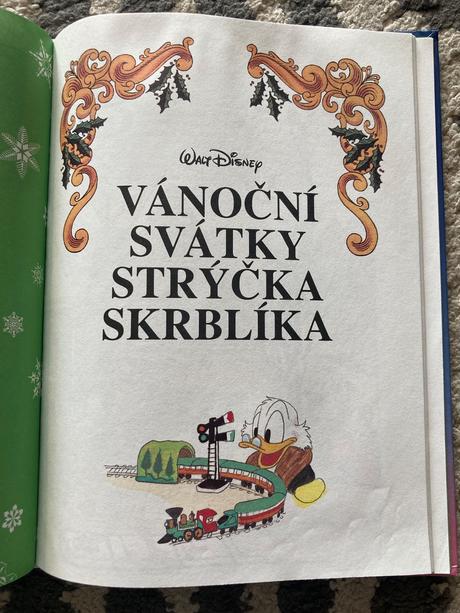 Walt Disney
VÁNOČNÍ
SVÁTKY
STRÝČKA
SKRBLÍKA